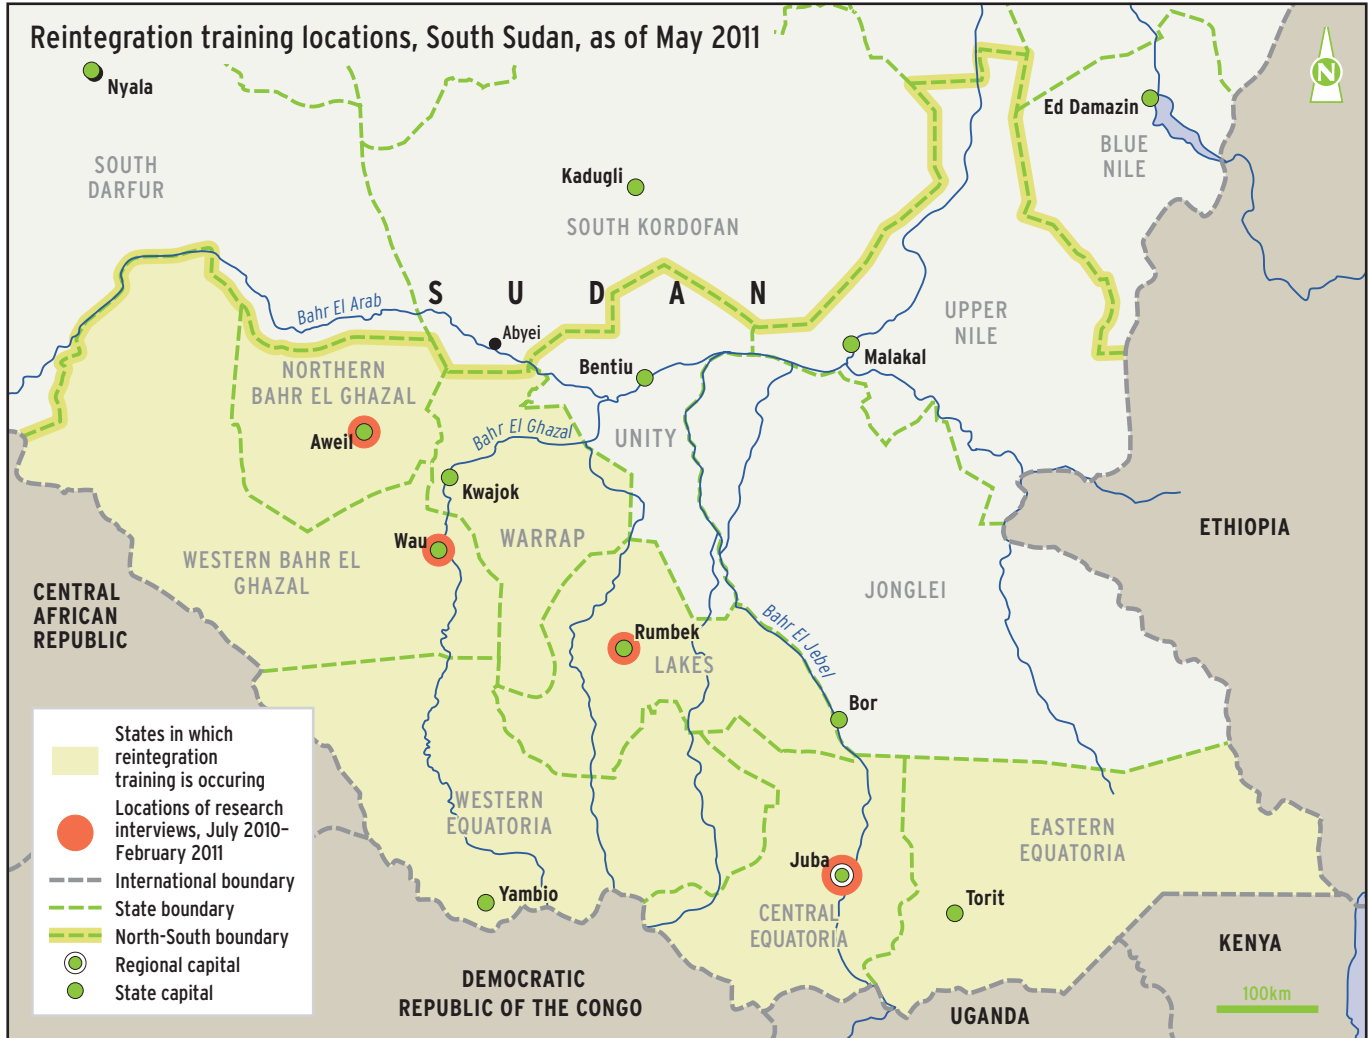 Reintegration training locations, South Sudan, as of May 2011
N
Nyala
Ed Damazin
BLUE
NILE
SOUTH
DARFUR
Kadugli
SOUTH KORDOFAN
S U D A N
Bahr El Arab
Abyei
UPPER
NILE
Malakal
Bentiu
NORTHERN
BAHR EL GHAZAL
Aweil
Bahr El Ghazal
UNITY
Kwajok
Wau
WARRAP
ETHIOPIA
WESTERN BAHR EL
GHAZAL
CENTRAL
AFRICAN
REPUBLIC
JONGLEI
Bahr El Jebel
Rumbek
LAKES
Bor
States in which
reintegration
training is occuring
Locations of research
interviews, July 2010–
February 2011
International boundary
State boundary
North-South boundary
Regional capital
State capital
WESTERN
EQUATORIA
EASTERN
EQUATORIA
Juba
Yambio
Torit
CENTRAL
EQUATORIA
KENYA
DEMOCRATIC
REPUBLIC OF THE CONGO
UGANDA
100km